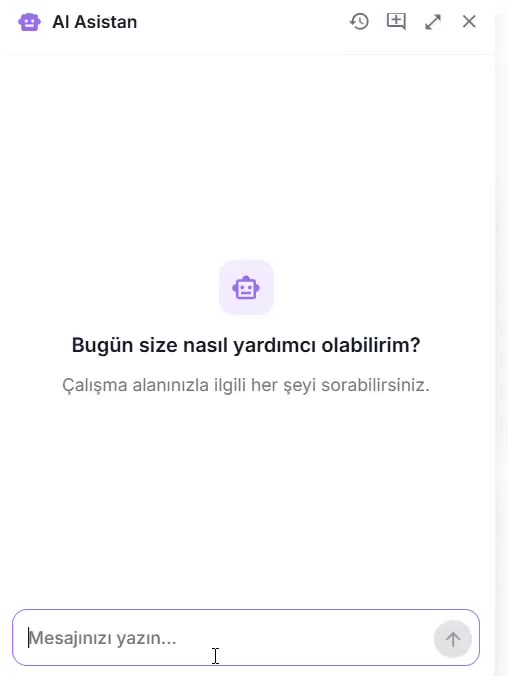 AI Asistan
Bugün size nasıl yardımcı olabilirim?
Çalışma alanınızla ilgili her şeyi sorabilirsiniz.
Mesajınızı yazın...